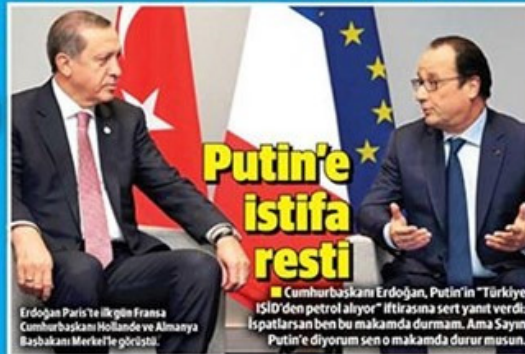 Putin'e
istifa
resti
Cumhurbaşkanı Erdoğan, Putin'in "Türkiye
IŞİD'den petrol alıyor" iftirasına sert yanıt verdi:
İspatlarsan ben bu makamda durmam. Ama Sayın
Putin'e diyorum sen o makamda durur musun
Erdoğan Paris'te ilk gün Fransa
Cumhurbaşkanı Hollande ve Almanya
Başbakanı Merkel'le görüştü.